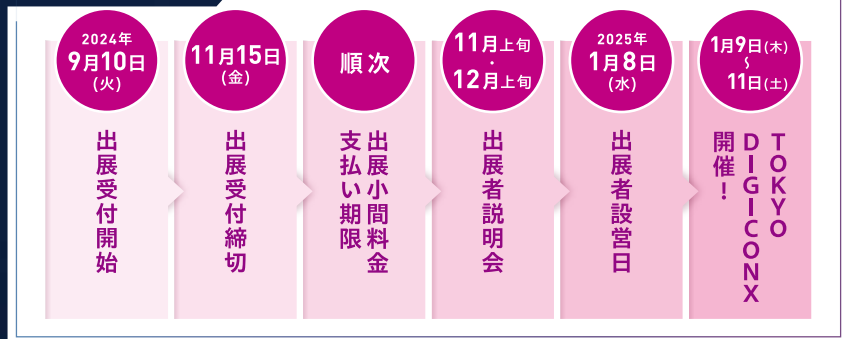 2024年
9月10日
(火)
出展受付開始
11月15日
(金)
出展受付締切
順次
出展小間料金
支払い期限
11月上旬
・
12月上旬
出展者説明会
2025年
1月8日
(水)
出展者設営日
1月9日(木)
〜
11日(土)
TOKYO
DIGICONX
開催!